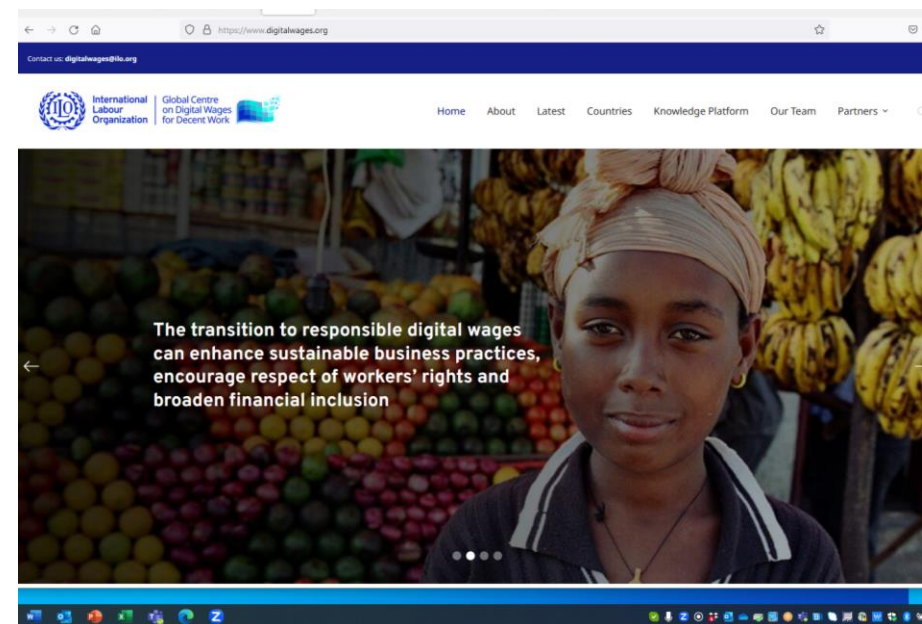 https://www.digitalwages.org
Contact us: digitalwages@ilo.org
International
Labour
Organization
Global Centre
on Digital Wages
for Decent Work
Home About Latest Countries Knowledge Platform Our Team Partners
The transition to responsible digital wages
can enhance sustainable business practices,
encourage respect of workers’ rights and
broaden financial inclusion